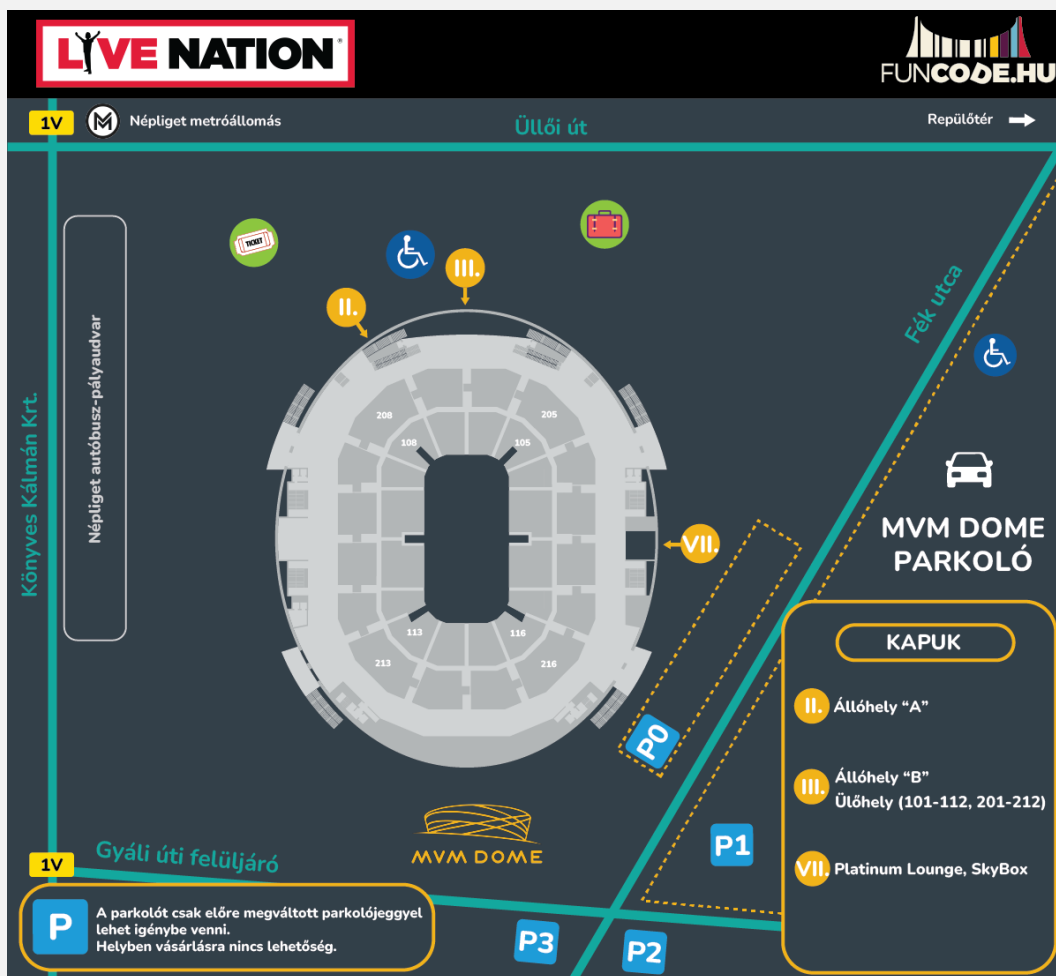 LIVE NATION
FUNCODE.HU
1V
M
Népliget metróállomás
Üllői út
Repülőtér
TICKET
III.
II.
Fék utca
Népliget autóbusz-pályaudvar
Könyves Kálmán Krt.
208
205
108
105
VII.
MVM DOME
PARKOLÓ
113
116
213
216
P0
KAPUK
II. Állóhely “A”
III. Állóhely “B”
Ülőhely (101-112, 201-212)
VII. Platinum Lounge, SkyBox
P1
MVM DOME
Gyáli úti felüljáró
1V
P
A parkolót csak előre megváltott parkolójeggyel
lehet igénybe venni.
Helyben vásárlásra nincs lehetőség.
P3
P2